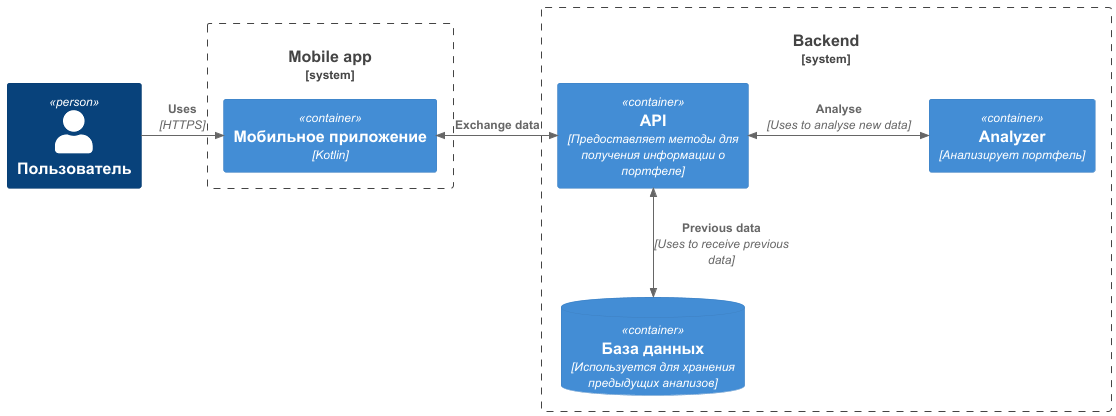 «person»
Пользователь
Uses
[HTTPS]
Mobile app
[system]
«container»
Мобильное приложение
[Kotlin]
Exchange data
Backend
[system]
«container»
API
[Предоставляет методы для
получения информации о
портфеле]
Analyse
[Uses to analyse new data]
«container»
Analyzer
[Анализирует портфель]
Previous data
[Uses to receive previous
data]
«container»
База данных
[Используется для хранения
предыдущих анализов]